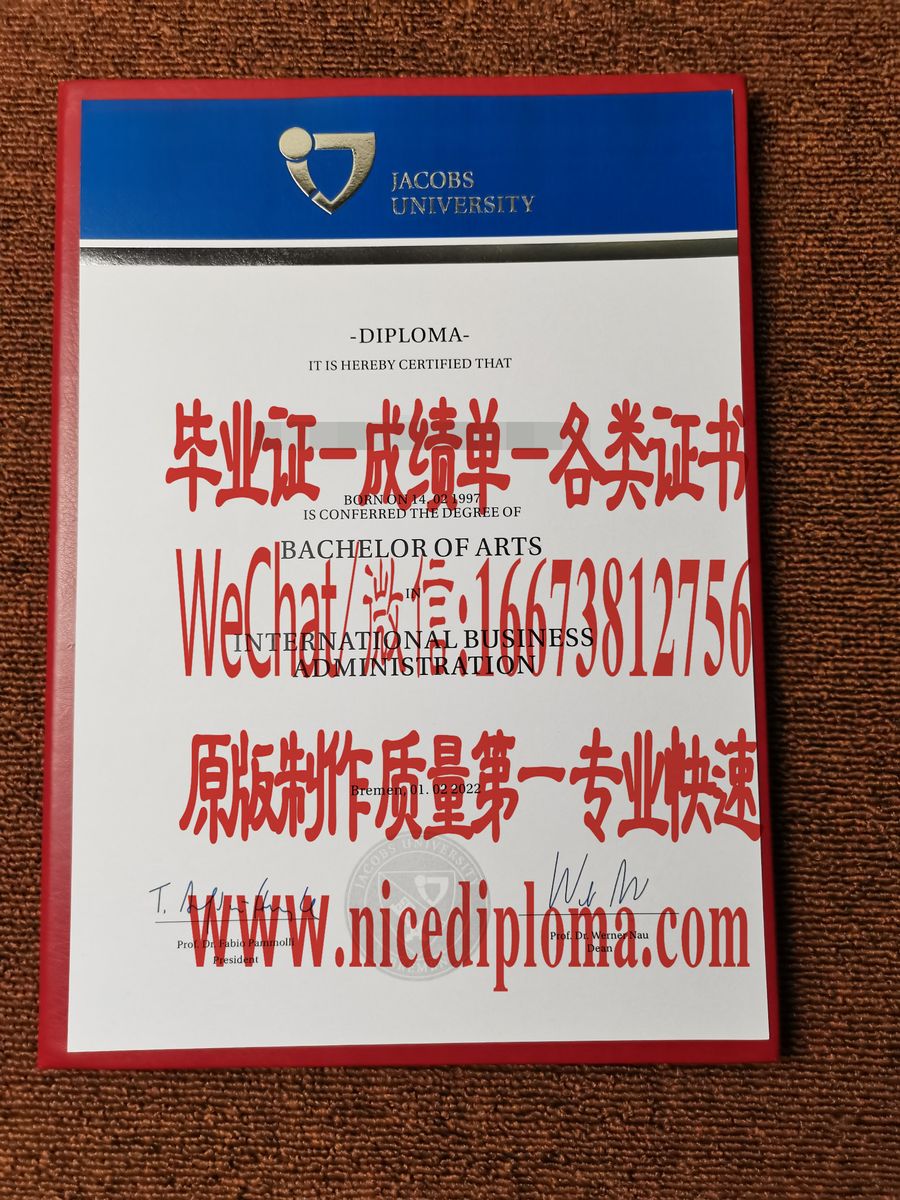 JACOBS
UNIVERSITY
-DIPLOMA-
IT IS HEREBY CERTIFIED THAT
毕业证一成绩单一各类证书
BORN ON 14. 02 1997
IS CONFERRED THE DEGREE OF
BACHELOR OF ARTS
IN
WeChat/微信:16673812756
INTERNATIONAL BUSINESS
ADMINISTRATION
原版制作质量第一专业快速
Bremen, 01. 02 2022
JACOBS UNIVERSITY
BREMEN
www.nicediploma.com
Prof. Dr. Fabio Pammolli
President
Prof. Dr. Werner Nau
Dean